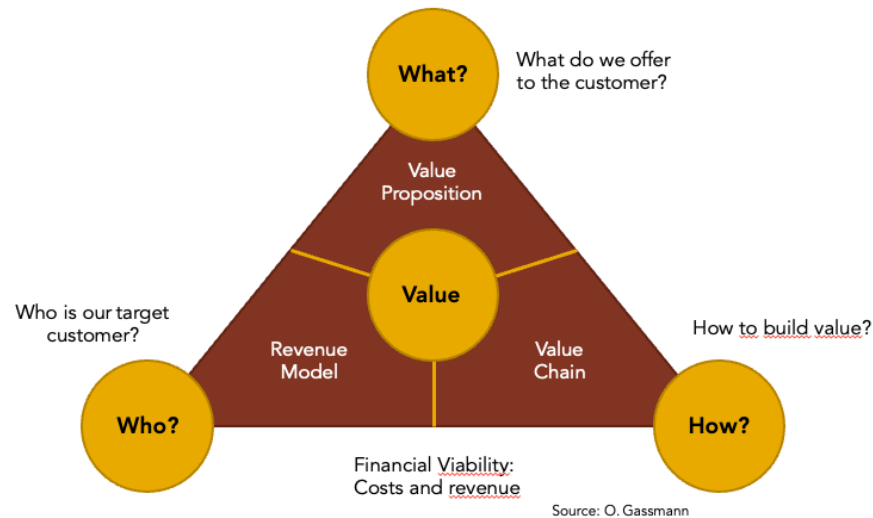 What?
What do we offer
to the customer?
Value
Proposition
Value
Who is our target
customer?
Revenue
Model
Value
Chain
How to build value?
Who?
How?
Financial Viability:
Costs and revenue
Source: O. Gassmann